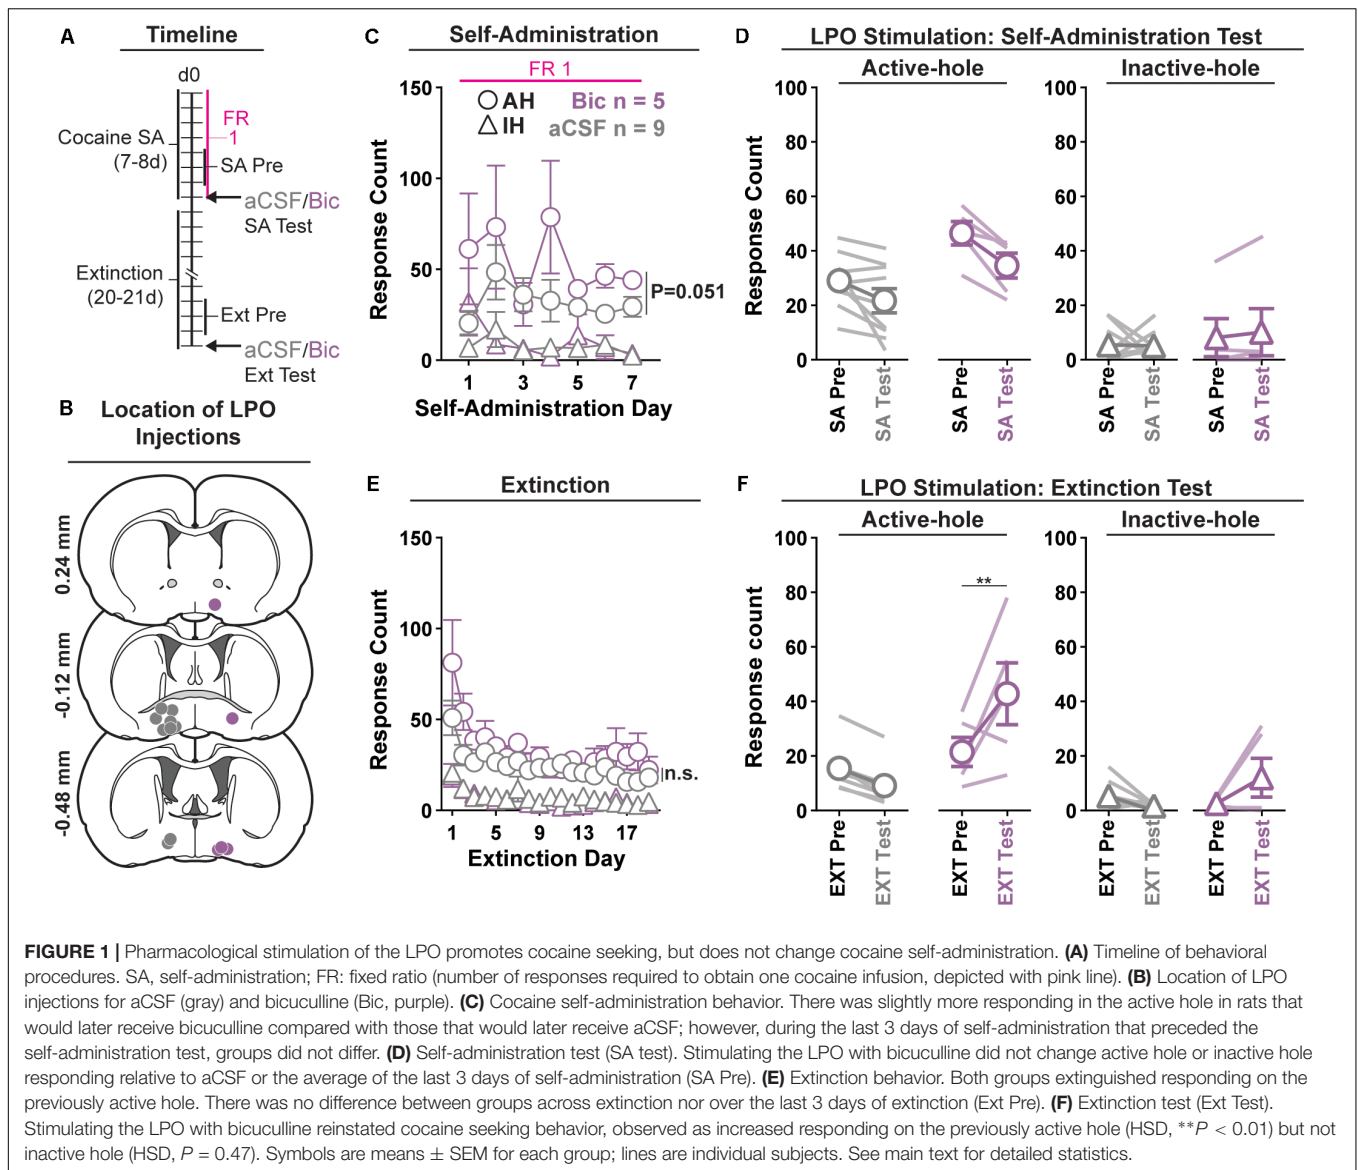 A
Timeline
d0
Cocaine SA
(7-8d)
FR
1
SA Pre
aCSF/Bic
SA Test
Extinction
(20-21d)
Ext Pre
aCSF/Bic
Ext Test
B
Location of LPO
Injections
0.24 mm
-0.12 mm
-0.48 mm
C
Self-Administration
FR 1
150
100
50
0
Response Count
AH
IH
Bic n = 5
aCSF n = 9
P=0.051
1
3
5
7
Self-Administration Day
D
LPO Stimulation: Self-Administration Test
Active-hole
Inactive-hole
100
80
60
40
20
0
Response Count
SA Pre
SA Test
SA Pre
SA Test
100
80
60
40
20
0
SA Pre
SA Test
SA Pre
SA Test
E
Extinction
150
100
50
0
Response Count
n.s.
1
5
9
13
17
Extinction Day
F
LPO Stimulation: Extinction Test
Active-hole
Inactive-hole
100
80
60
40
20
0
Response count
**
EXT Pre
EXT Test
EXT Pre
EXT Test
100
80
60
40
20
0
EXT Pre
EXT Test
EXT Pre
EXT Test
FIGURE 1 | Pharmacological stimulation of the LPO promotes cocaine seeking, but does not change cocaine self-administration. (A) Timeline of behavioral
procedures. SA, self-administration; FR: fixed ratio (number of responses required to obtain one cocaine infusion, depicted with pink line). (B) Location of LPO
injections for aCSF (gray) and bicuculline (Bic, purple). (C) Cocaine self-administration behavior. There was slightly more responding in the active hole in rats that
would later receive bicuculline compared with those that would later receive aCSF; however, during the last 3 days of self-administration that preceded the
self-administration test, groups did not differ. (D) Self-administration test (SA test). Stimulating the LPO with bicuculline did not change active hole or inactive hole
responding relative to aCSF or the average of the last 3 days of self-administration (SA Pre). (E) Extinction behavior. Both groups extinguished responding on the
previously active hole. There was no difference between groups across extinction nor over the last 3 days of extinction (Ext Pre). (F) Extinction test (Ext Test).
Stimulating the LPO with bicuculline reinstated cocaine seeking behavior, observed as increased responding on the previously active hole (HSD, **P < 0.01) but not
inactive hole (HSD, P = 0.47). Symbols are means ± SEM for each group; lines are individual subjects. See main text for detailed statistics.